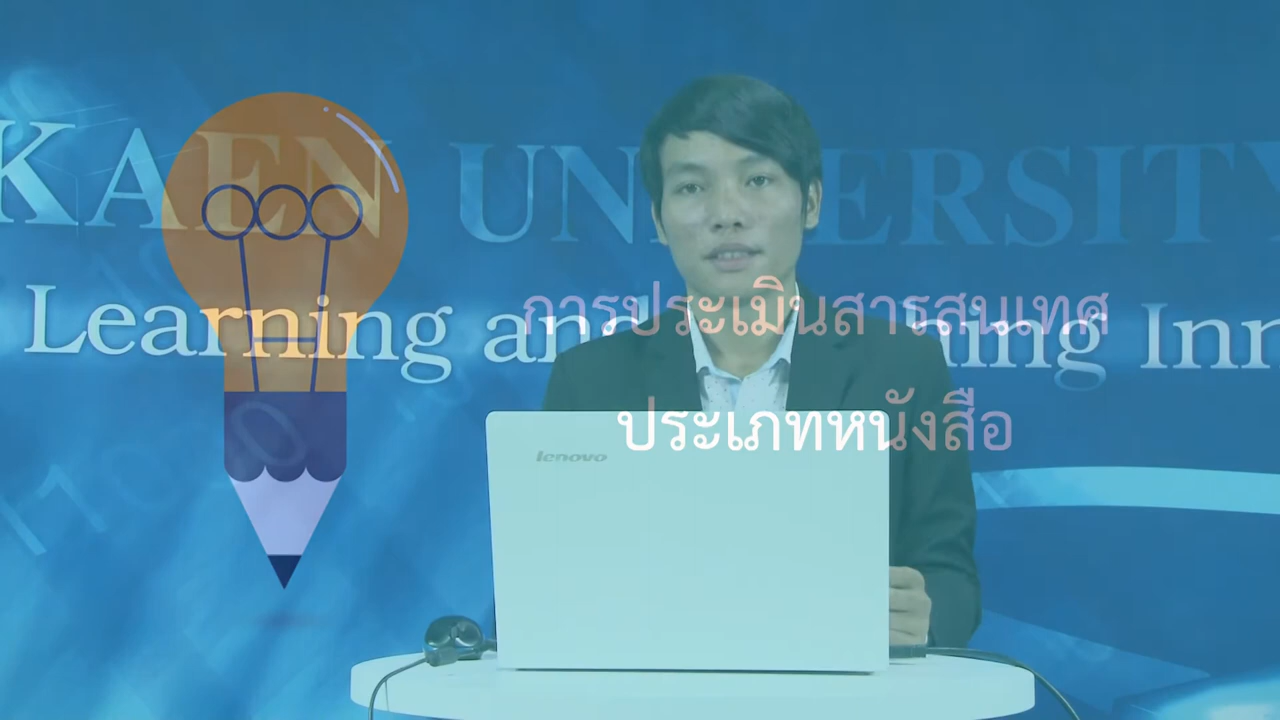 KAEN UNIVERSITY
Learning and
ning Inn
การประเมินสารสนเทศ
ประเภทหนังสือ
lenovo